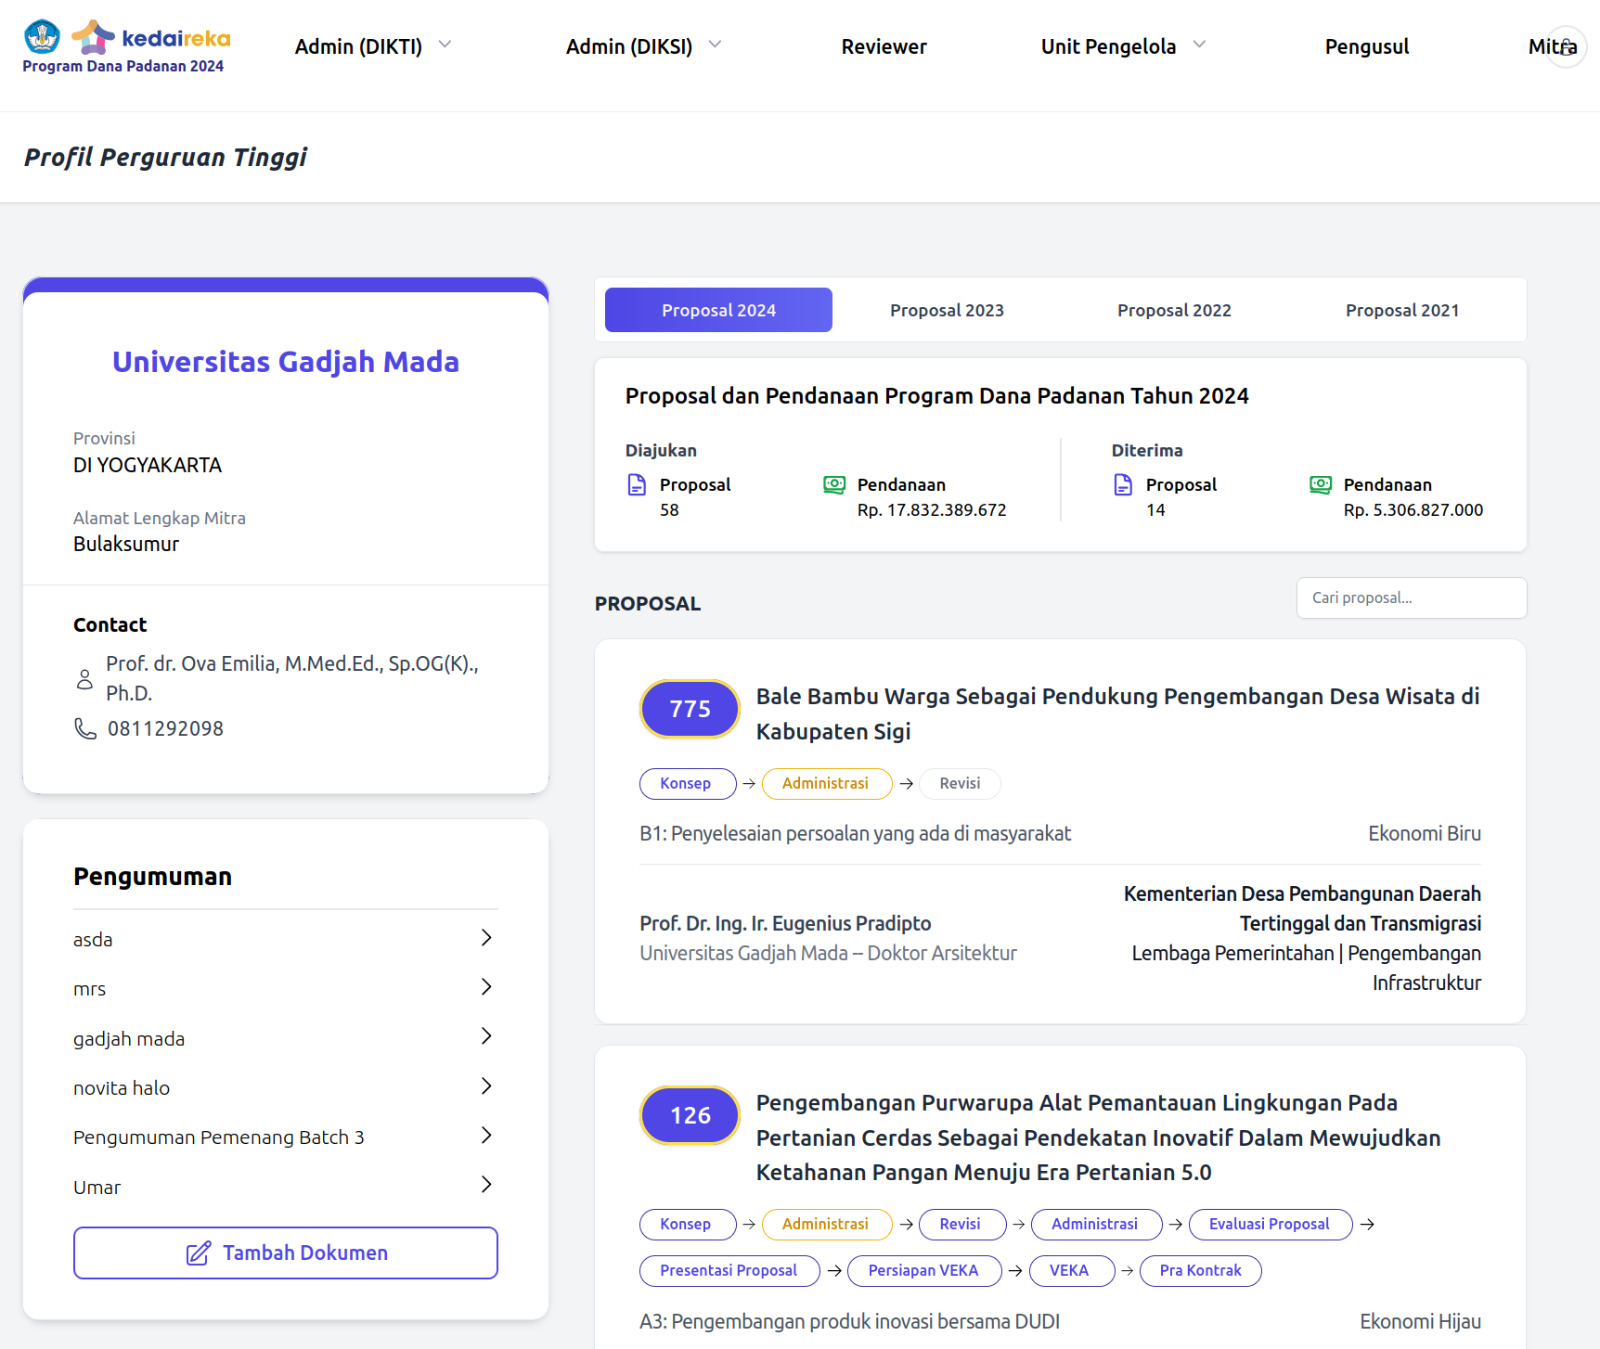 kedaireka
Program Dana Padanan 2024
Admin (DIKTI)
Admin (DIKSI)
Reviewer
Unit Pengelola
Pengusul
Mitra
Profil Perguruan Tinggi
Universitas Gadjah Mada
Provinsi
DI YOGYAKARTA
Alamat Lengkap Mitra
Bulaksumur
Contact
Prof. dr. Ova Emilia, M.Med.Ed., Sp.OG(K).,
Ph.D.
0811292098
Pengumuman
asda
mrs
gadjah mada
novita halo
Pengumuman Pemenang Batch 3
Umar
Tambah Dokumen
Proposal 2024
Proposal 2023
Proposal 2022
Proposal 2021
Proposal dan Pendanaan Program Dana Padanan Tahun 2024
Diajukan
Proposal
58
Pendanaan
Rp. 17.832.389.672
Diterima
Proposal
14
Pendanaan
Rp. 5.306.827.000
PROPOSAL
Cari proposal...
775
Bale Bambu Warga Sebagai Pendukung Pengembangan Desa Wisata di
Kabupaten Sigi
Konsep → Administrasi → Revisi
B1: Penyelesaian persoalan yang ada di masyarakat
Ekonomi Biru
Prof. Dr. Ing. Ir. Eugenius Pradipto
Universitas Gadjah Mada – Doktor Arsitektur
Kementerian Desa Pembangunan Daerah
Tertinggal dan Transmigrasi
Lembaga Pemerintahan | Pengembangan
Infrastruktur
126
Pengembangan Purwarupa Alat Pemantauan Lingkungan Pada
Pertanian Cerdas Sebagai Pendekatan Inovatif Dalam Mewujudkan
Ketahanan Pangan Menuju Era Pertanian 5.0
Konsep → Administrasi → Revisi → Administrasi → Evaluasi Proposal →
Presentasi Proposal → Persiapan VEKA → VEKA → Pra Kontrak
A3: Pengembangan produk inovasi bersama DUDI
Ekonomi Hijau